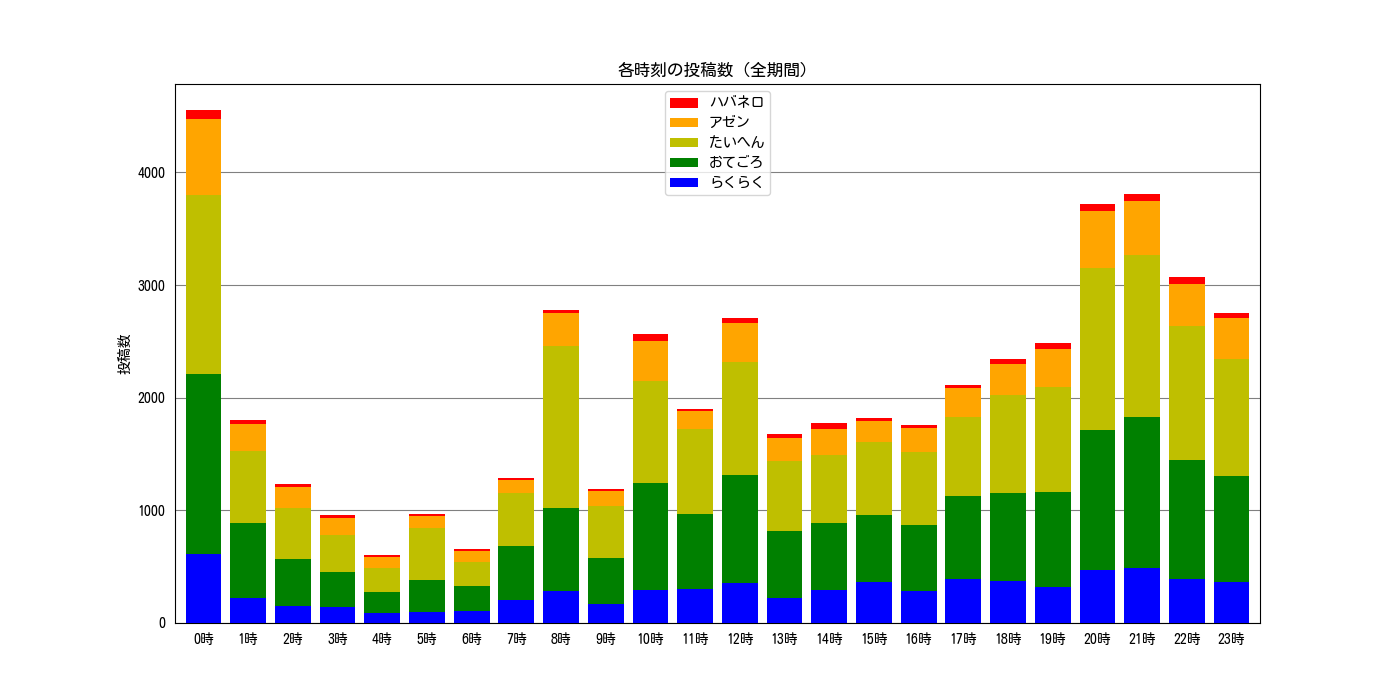 各時刻の投稿数（全期間）
ハバネロ
アゼン
たいへん
おてごろ
らくらく
投稿数
4000
3000
2000
1000
0
0時 1時 2時 3時 4時 5時 6時 7時 8時 9時 10時 11時 12時 13時 14時 15時 16時 17時 18時 19時 20時 21時 22時 23時